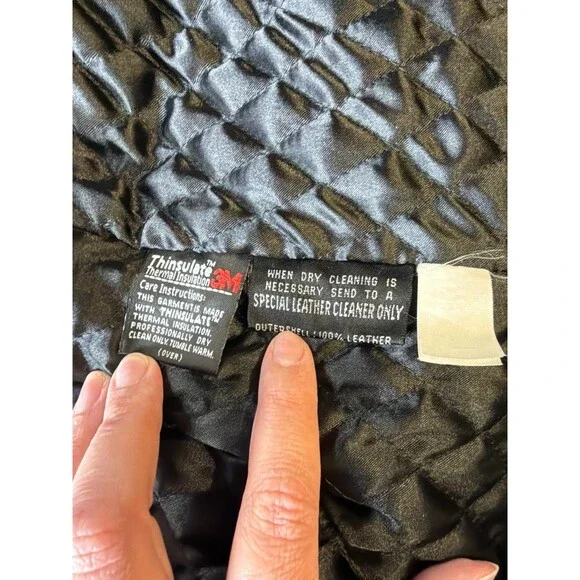 Thinsulate™
Thermal Insulation 3M
Care Instructions:
THIS GARMENT IS MADE
WITH THINSULATE™
THERMAL INSULATION
PROFESSIONALLY DRY
CLEAN ONLY TUMBLE WARM.
(OVER)
WHEN DRY CLEANING IS
NECESSARY SEND TO A
SPECIAL LEATHER CLEANER ONLY
OUTERSHELL: 100% LEATHER